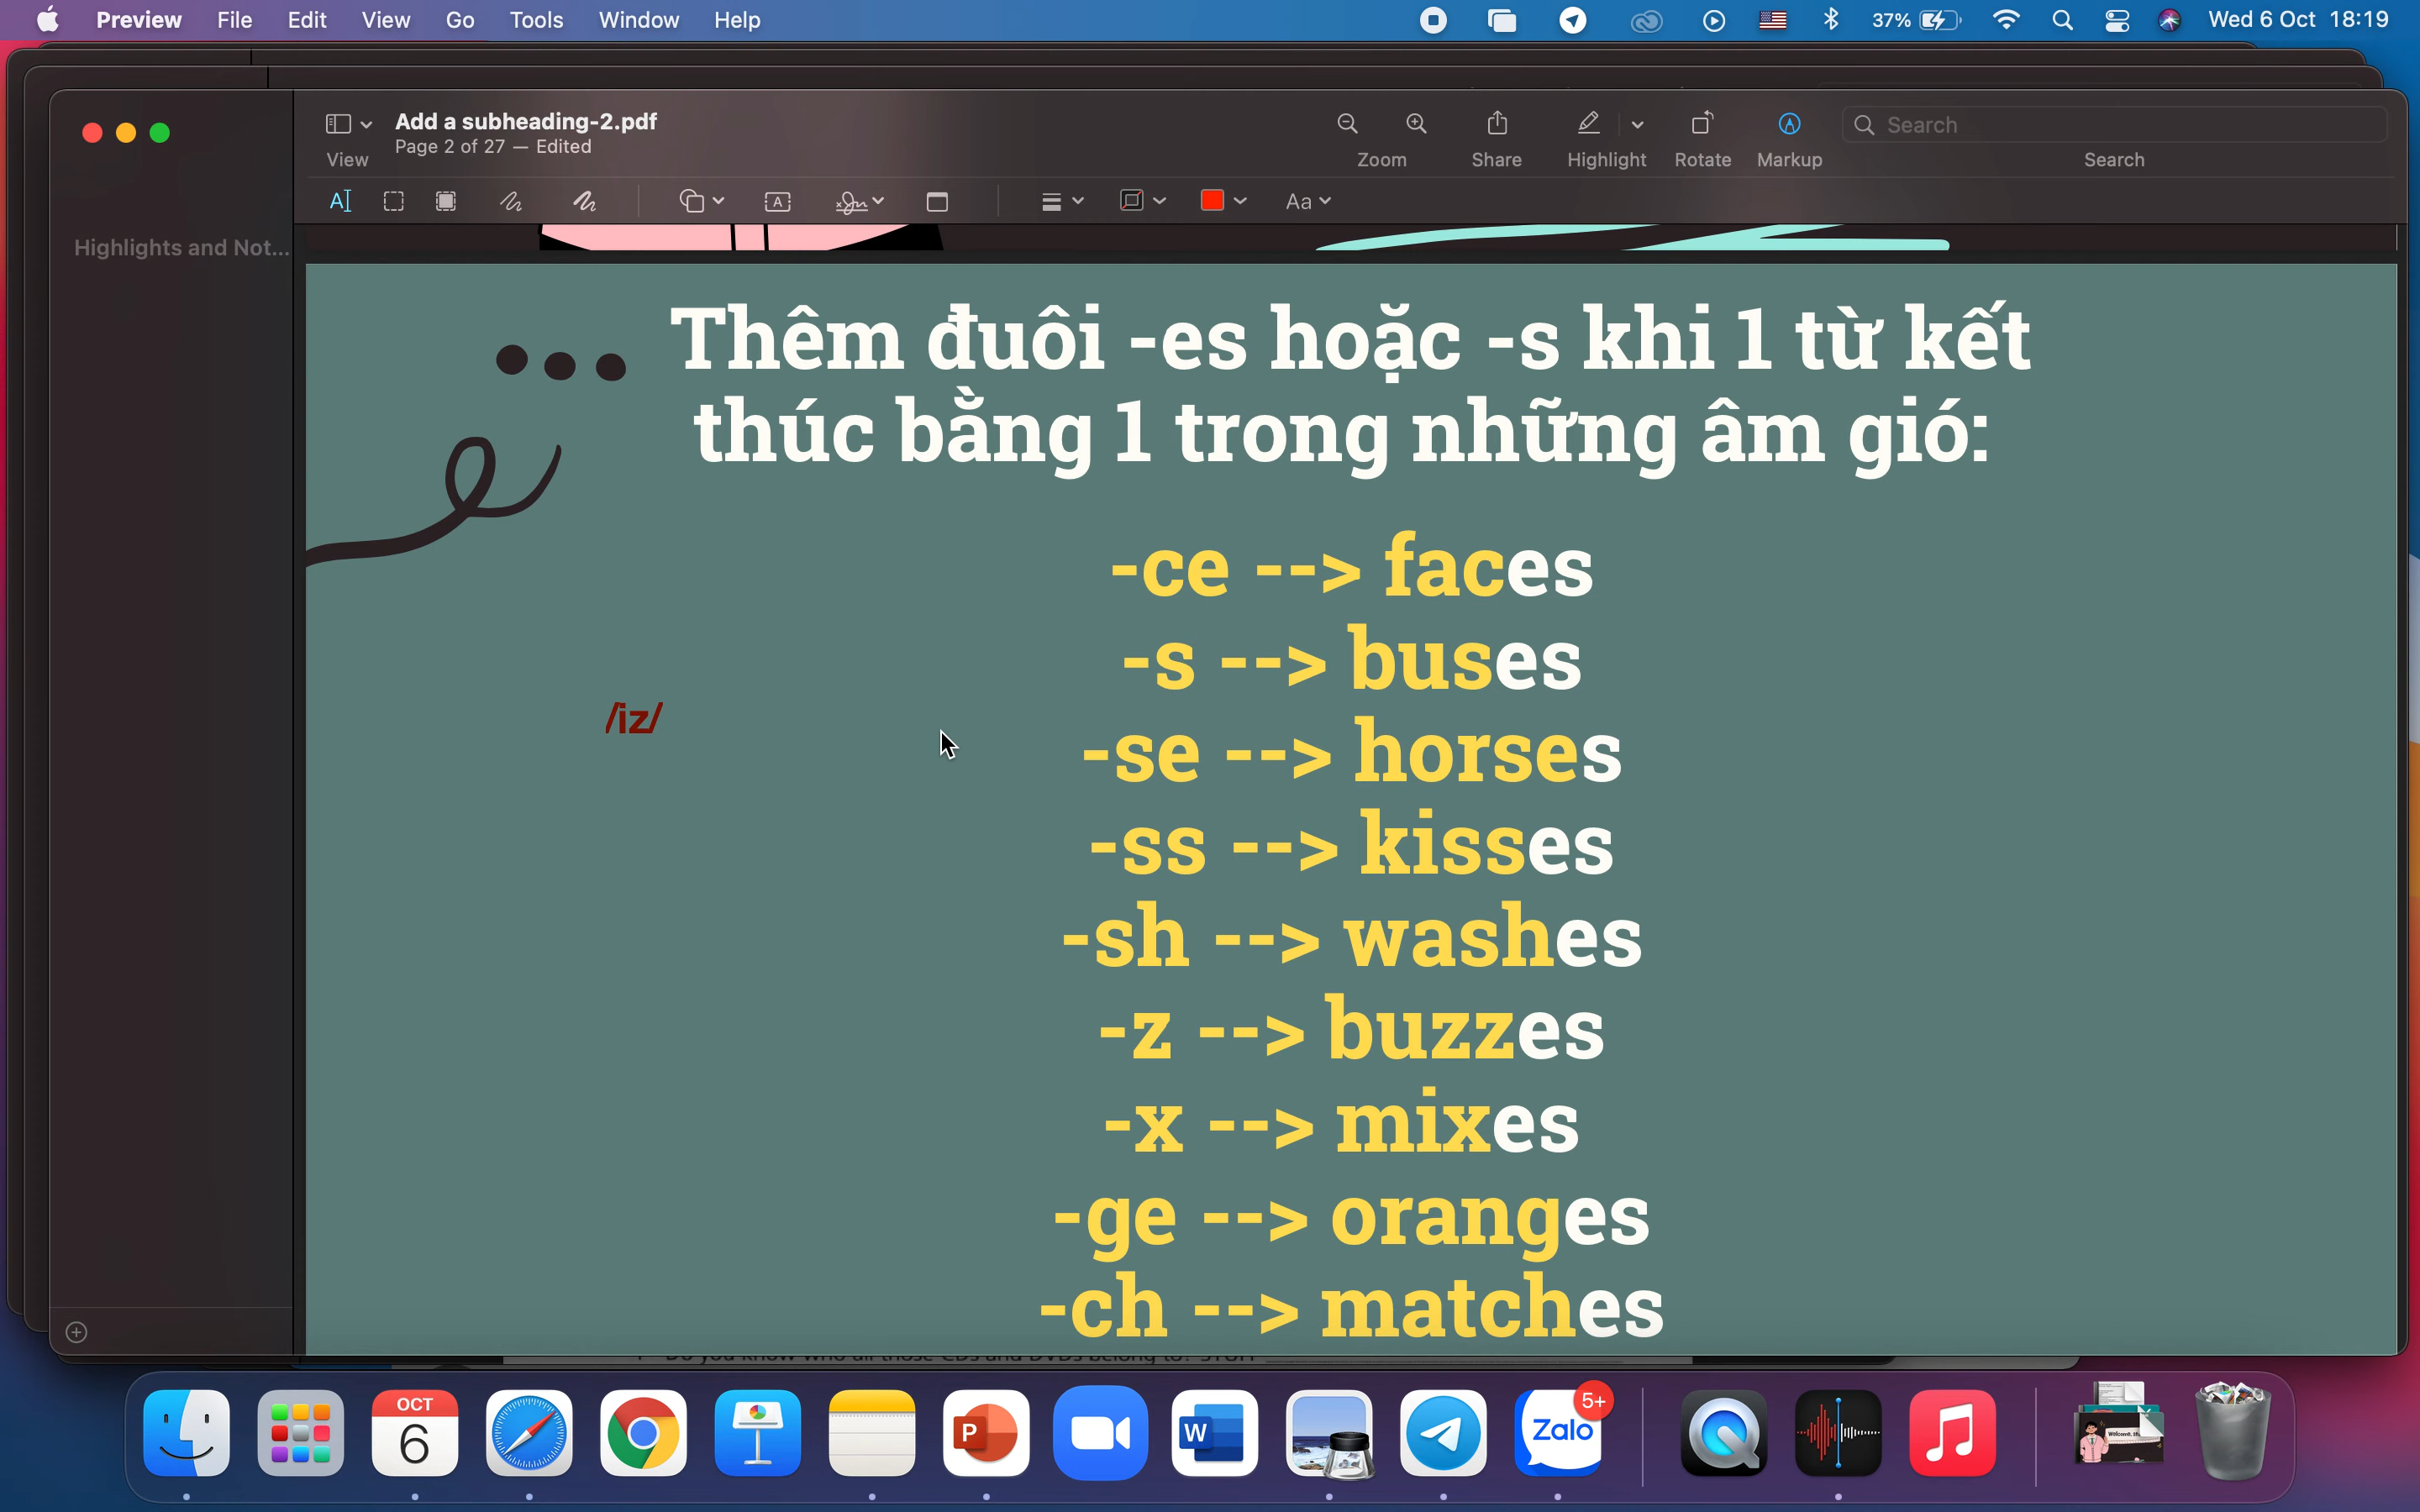 Preview File Edit View Go Tools Window Help 37% Wed 6 Oct 18:19
Add a subheading-2.pdf
Page 2 of 27 — Edited
View Zoom Share Highlight Rotate Markup Search
Search
Aa
Highlights and Not...
Thêm đuôi -es hoặc -s khi 1 từ kết
thúc bằng 1 trong những âm gió:
-ce --> faces
-s --> buses
/iz/
-se --> horses
-ss --> kisses
-sh --> washes
-z --> buzzes
-x --> mixes
-ge --> oranges
-ch --> matches
OCT
6
P
W
5+
Zalo